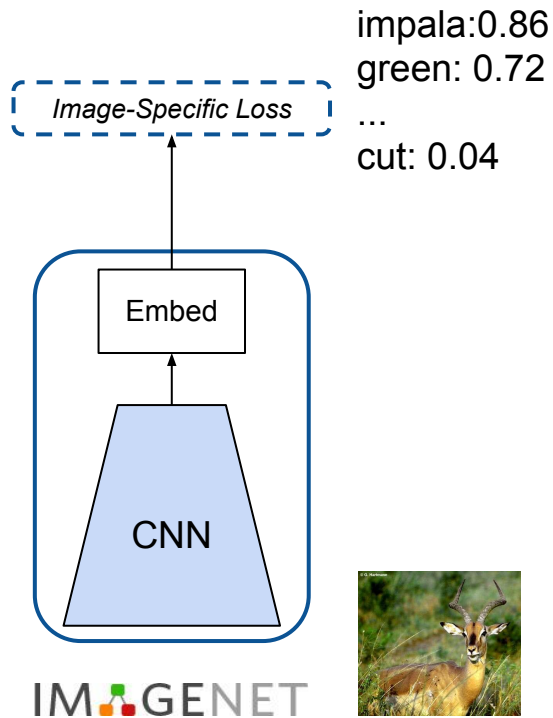 impala:0.86
green: 0.72
...
cut: 0.04
Image-Specific Loss
Embed
CNN
IMAGENET